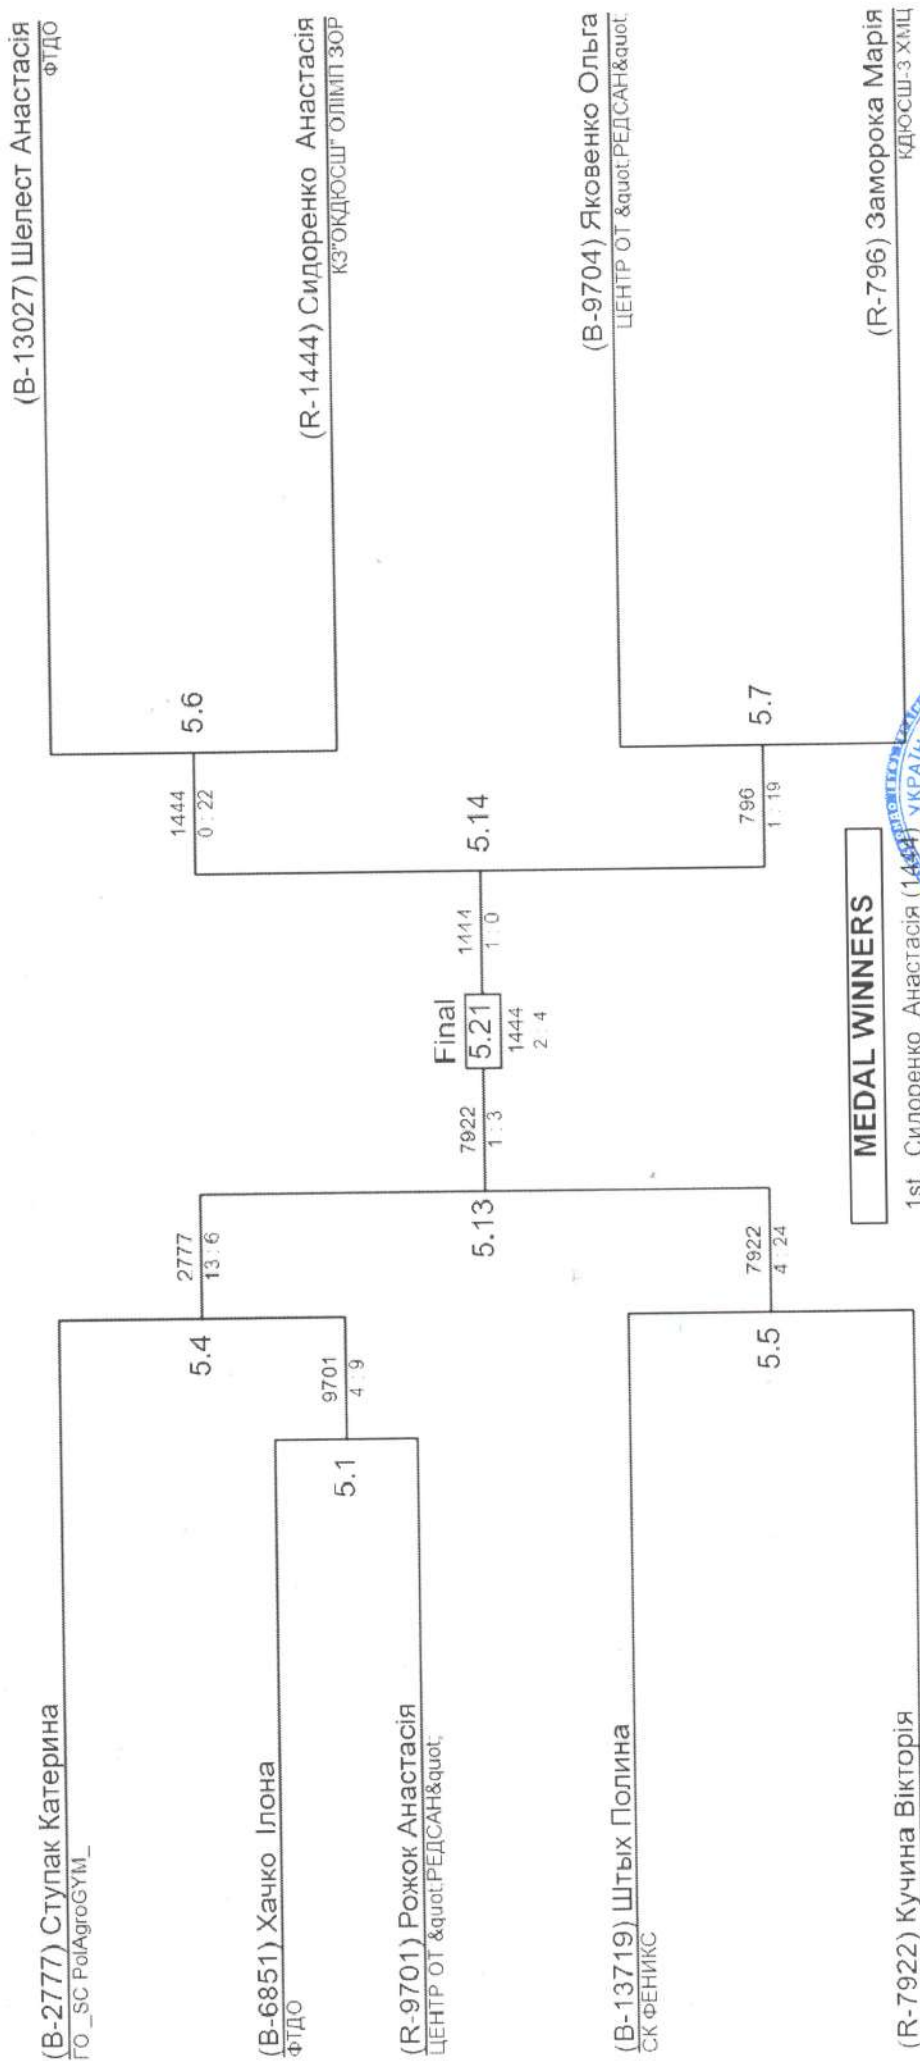 (B-2777) Ступак Катерина
ГО _SC PolAgroGYM_
(B-6851) Хачко Ілона
ФТДО
(R-9701) Рожок Анастасія
ЦЕНТР ОТ &quot;РЕДСАН&quot;
(B-13719) Штых Полина
СК ФЕНИКС
(R-7922) Кучина Вікторія
5.1
9701
4 : 9
5.4
2777
13 : 6
5.5
7922
4 : 24
5.13
7922
1 : 3
Final
5.21
1444
2 : 4
1444
1 : 0
5.14
1444
0 : 22
5.6
796
1 : 19
5.7
(B-13027) Шелест Анастасія
ФТДО
(R-1444) Сидоренко Анастасія
КЗ"ОКДЮСШ" ОЛІМП ЗОР
(B-9704) Яковенко Ольга
ЦЕНТР ОТ &quot;РЕДСАН&quot;
(R-796) Заморока Марія
КДЮСШ-3 ХМЦ
MEDAL WINNERS
1st Сидоренко Анастасія (1444)
УКРАЇН